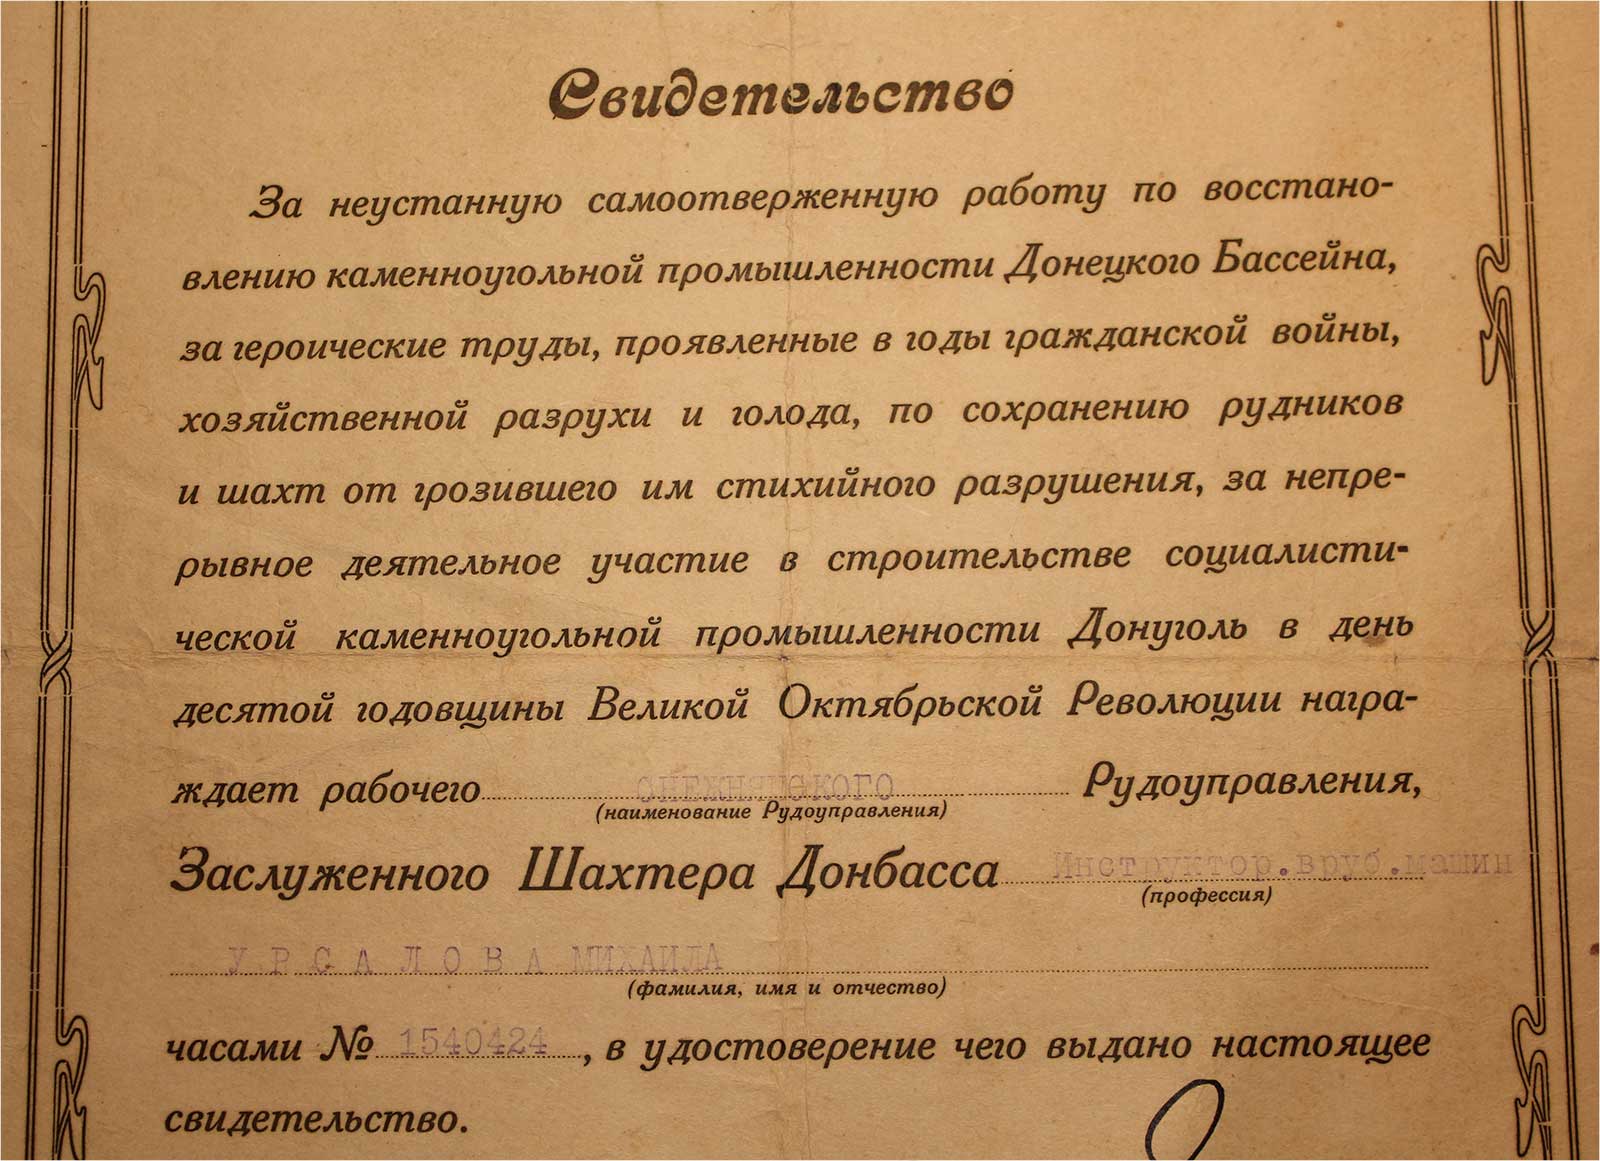 Свидетельство
За неустанную самоотверженную работу по восстано-
влению каменноугольной промышленности Донецкого Бассейна,
за героические труды, проявленные в годы гражданской войны,
хозяйственной разрухи и голода, по сохранению рудников
и шахт от грозившего им стихийного разрушения, за непре-
рывное деятельное участие в строительстве социалисти-
ческой каменноугольной промышленности Донуголь в день
десятой годовщины Великой Октябрьской Революции награ-
ждает рабочего Рудоуправления,
(наименование Рудоуправления)
Заслуженного Шахтера Донбасса Инструктор.вруб.машин
(профессия)
УРСАЛОВА МИХАИЛА
(фамилия, имя и отчество)
часами № 1540424, в удостоверение чего выдано настоящее
свидетельство.